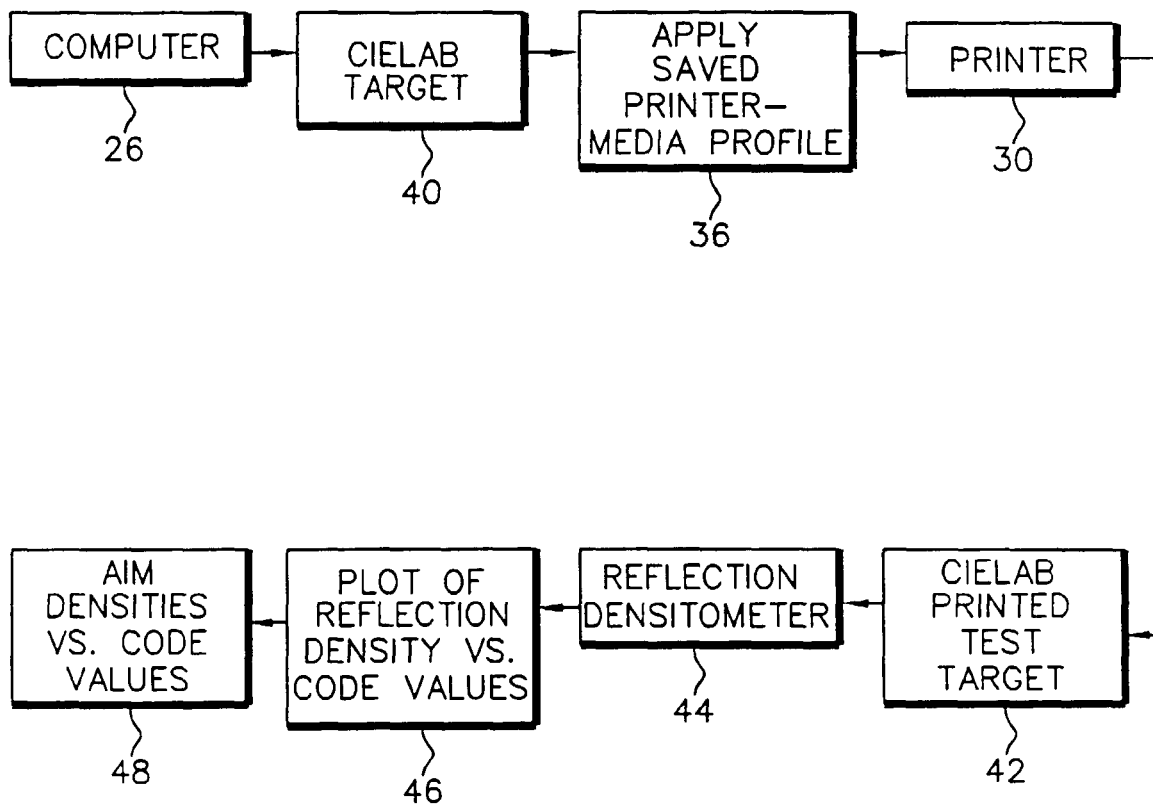 COMPUTER
26
CIELAB
TARGET
40
APPLY
SAVED
PRINTER-
MEDIA PROFILE
36
PRINTER
30
AIM
DENSITIES
VS. CODE
VALUES
48
PLOT OF
REFLECTION
DENSITY VS.
CODE VALUES
46
REFLECTION
DENSITOMETER
44
CIELAB
PRINTED
TEST
TARGET
42